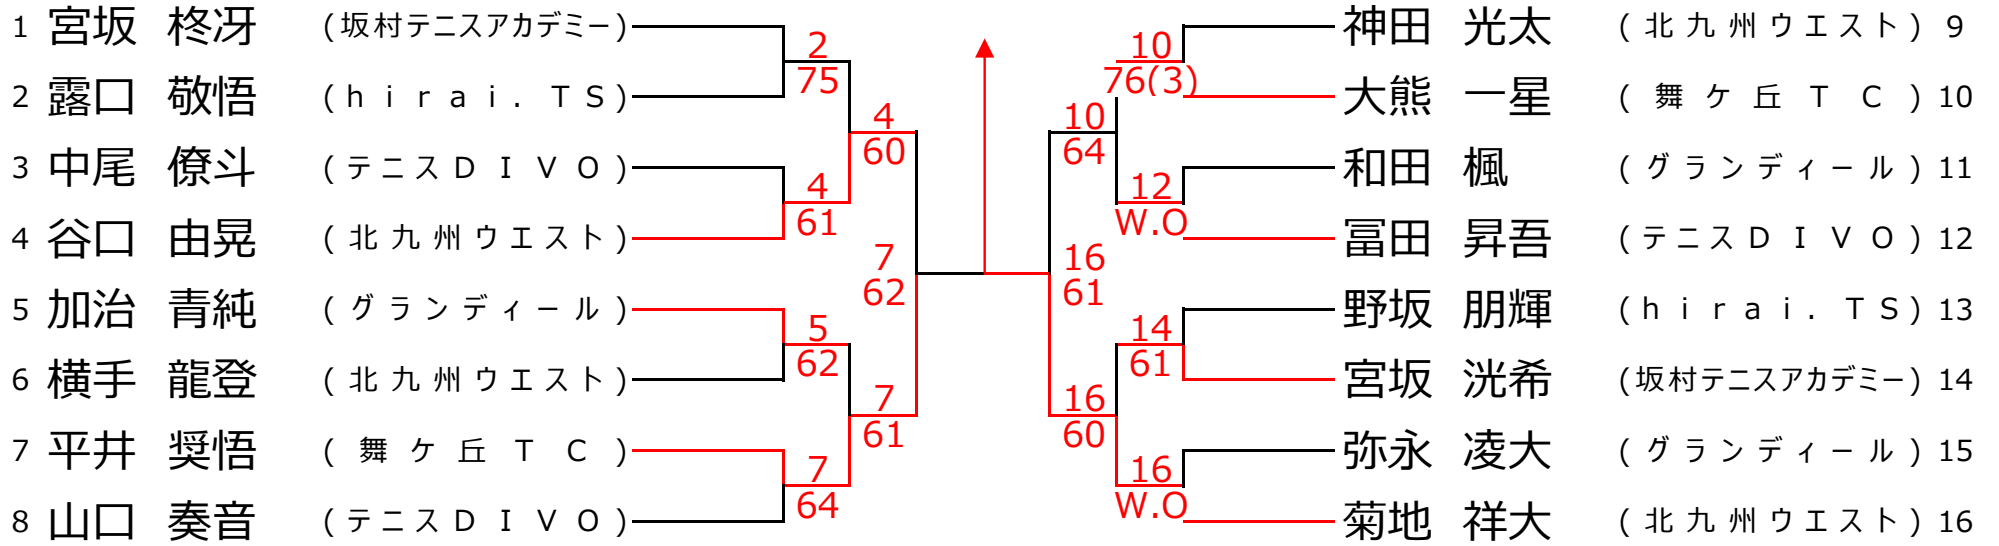 1 宮坂 柊冴 (坂村テニスアカデミー)
2 露口 敬悟 (hirai.TS)
3 中尾 僚斗 (テニスDIVO)
4 谷口 由晃 (北九州ウエスト)
5 加治 青純 (グランディール)
6 横手 龍登 (北九州ウエスト)
7 平井 奨悟 (舞ケ丘TC)
8 山口 奏音 (テニスDIVO)
2
75
4
61
5
62
7
64
4
60
7
61
7
62
16
61
10
64
16
60
10
76(3)
12
W.O
14
61
16
W.O
神田 光太 (北九州ウエスト) 9
大熊 一星 (舞ケ丘TC) 10
和田 楓 (グランディール) 11
冨田 昇吾 (テニスDIVO) 12
野坂 朋輝 (hirai.TS) 13
宮坂 洸希 (坂村テニスアカデミー) 14
弥永 凌大 (グランディール) 15
菊地 祥大 (北九州ウエスト) 16